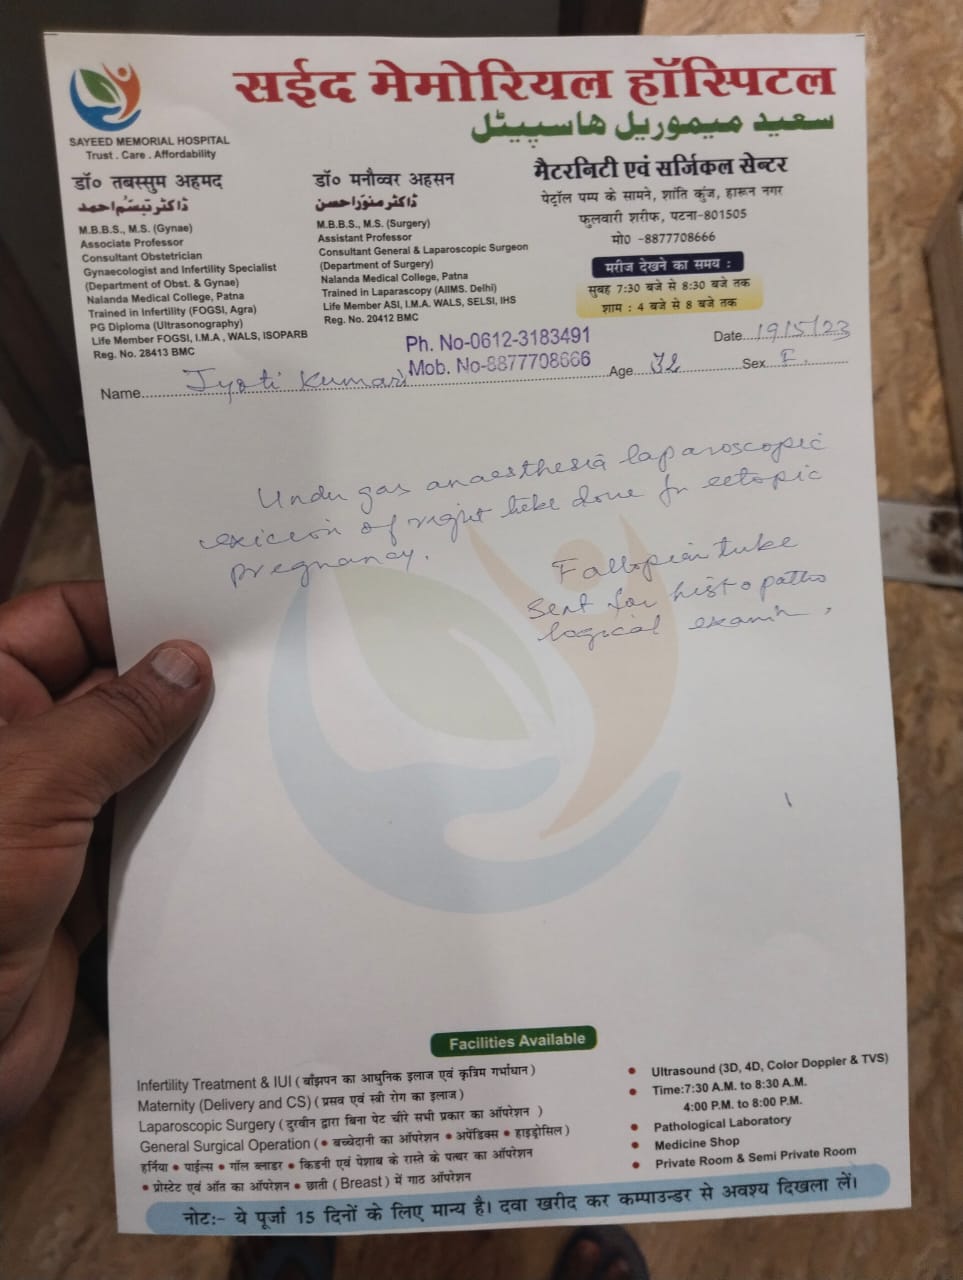 सईद मेमोरियल हॉस्पिटल
سعید میموریل ہاسپیٹل
SAYEED MEMORIAL HOSPITAL
Trust . Care . Affordability
मैटरनिटी एवं सर्जिकल सेन्टर
पेट्रॉल पम्प के सामने, शांति कुंज, हारून नगर
फुलवारी शरीफ, पटना-801505
मो० -8877708666
मरीज देखने का समय :
सुबह 7:30 बजे से 8:30 बजे तक
शाम : 4 बजे से 8 बजे तक
डॉ० तबस्सुम अहमद
ڈاکٹر تبسّم احمد
M.B.B.S., M.S. (Gynae)
Associate Professor
Consultant Obstetrician
Gynaecologist and Infertility Specialist
(Department of Obst. & Gynae)
Nalanda Medical College, Patna
Trained in Infertility (FOGSI, Agra)
PG Diploma (Ultrasonography)
Life Member FOGSI, I.M.A , WALS, ISOPARB
Reg. No. 28413 BMC
डॉ० मनौव्वर अहसन
ڈاکٹر منوّر احسن
M.B.B.S., M.S. (Surgery)
Assistant Professor
Consultant General & Laparoscopic Surgeon
(Department of Surgery)
Nalanda Medical College, Patna
Trained in Laparascopy (AIIMS. Delhi)
Life Member ASI, I.M.A. WALS, SELSI, IHS
Reg. No. 20412 BMC
Ph. No-0612-3183491
Mob. No-8877708666
Date 19/5/23
Name Jyoti Kumari Age 32 Sex F.
Under gas anaesthesia laparoscopic
exicion of right tube done for ectopic
pregnancy.
Fallopian tube
sent for histopatho
logical examn.
Facilities Available
Infertility Treatment & IUI ( बाँझपन का आधुनिक इलाज एवं कृत्रिम गर्भाधान )
Maternity (Delivery and CS) ( प्रसव एवं स्त्री रोग का इलाज )
Laparoscopic Surgery ( दुरबीन द्वारा बिना पेट चीरे सभी प्रकार का ऑपरेशन )
General Surgical Operation ( • बच्चेदानी का ऑपरेशन • अपेंडिक्स • हाइड्रोसिल )
हर्निया • पाईल्स • गॉल ब्लाडर • किडनी एवं पेशाब के रास्ते के पत्थर का ऑपरेशन
• प्रोस्टेट एवं आँत का ऑपरेशन • छाती (Breast ) में गाठ ऑपरेशन
• Ultrasound (3D, 4D, Color Doppler & TVS)
• Time:7:30 A.M. to 8:30 A.M.
4:00 P.M. to 8:00 P.M.
• Pathological Laboratory
• Medicine Shop
• Private Room & Semi Private Room
नोट:- ये पूर्जा 15 दिनों के लिए मान्य है। दवा खरीद कर कम्पाउन्डर से अवश्य दिखला लें।